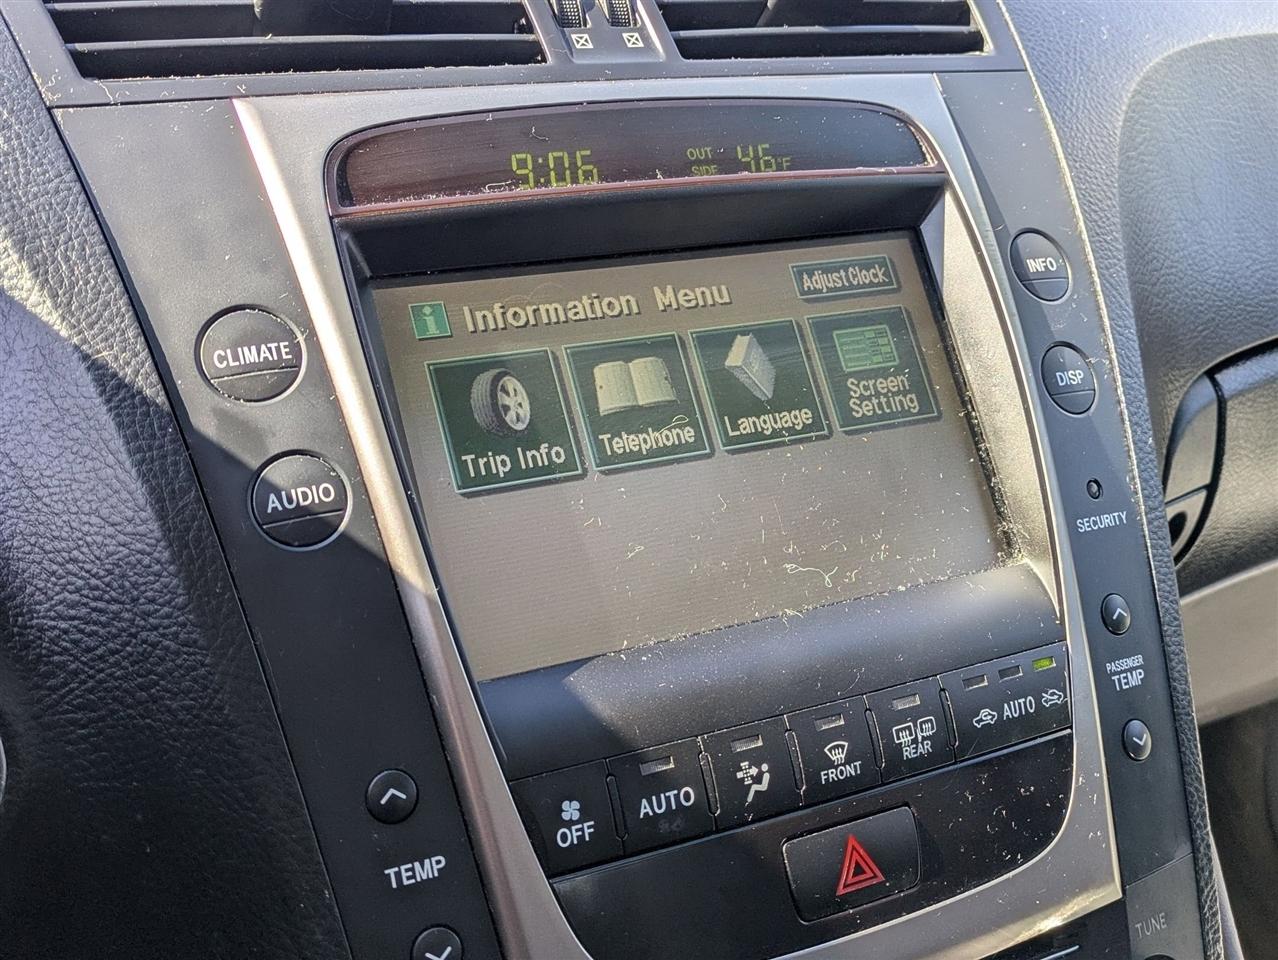 9:06
OUT
SIDE
46°F
i
Information Menu
Adjust Clock
Trip Info
Telephone
Language
Screen
Setting
CLIMATE
AUDIO
INFO
DISP
SECURITY
PASSENGER
TEMP
TEMP
OFF
AUTO
FRONT
REAR
AUTO
TUNE